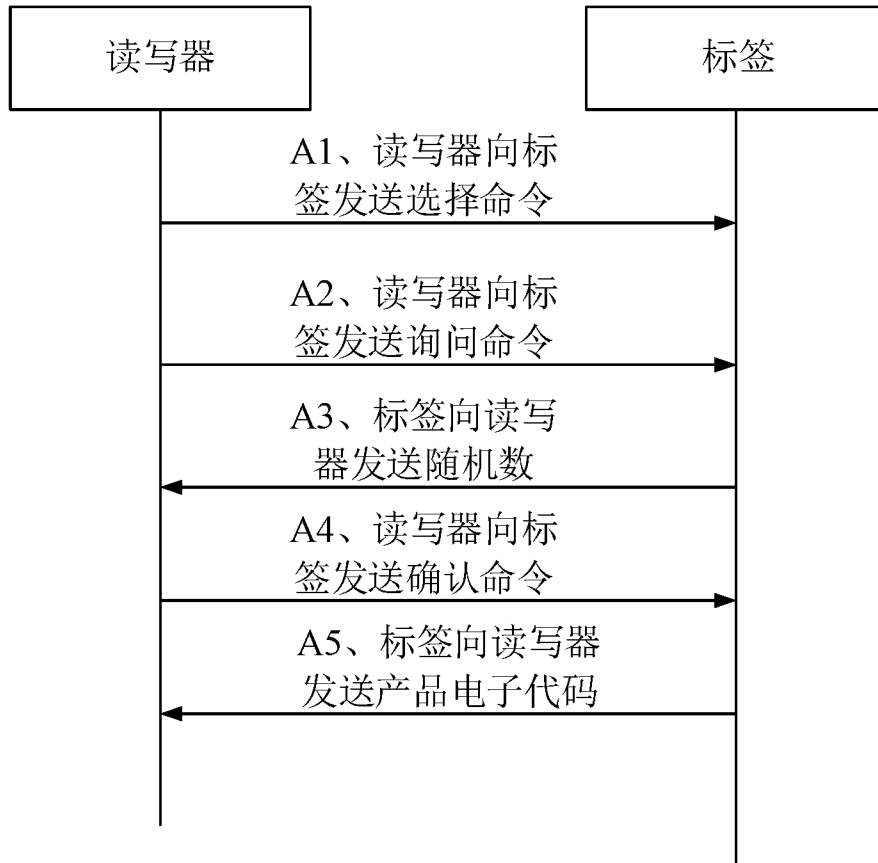 读写器
标签
A1、读写器向标
签发送选择命令
A2、读写器向标
签发送询问命令
A3、标签向读写
器发送随机数
A4、读写器向标
签发送确认命令
A5、标签向读写器
发送产品电子代码